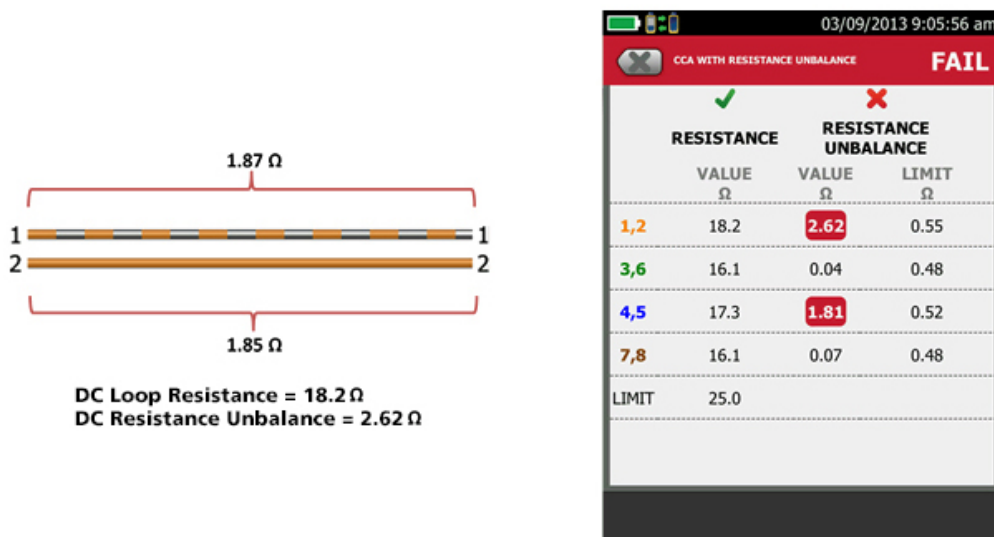 1.87 Ω
1 1
2 2
1.85 Ω
DC Loop Resistance = 18.2 Ω
DC Resistance Unbalance = 2.62 Ω
03/09/2013 9:05:56 am
CCA WITH RESISTANCE UNBALANCE FAIL
RESISTANCE RESISTANCE
UNBALANCE
VALUE VALUE LIMIT
Ω Ω Ω
1,2 18.2 2.62 0.55
3,6 16.1 0.04 0.48
4,5 17.3 1.81 0.52
7,8 16.1 0.07 0.48
LIMIT 25.0